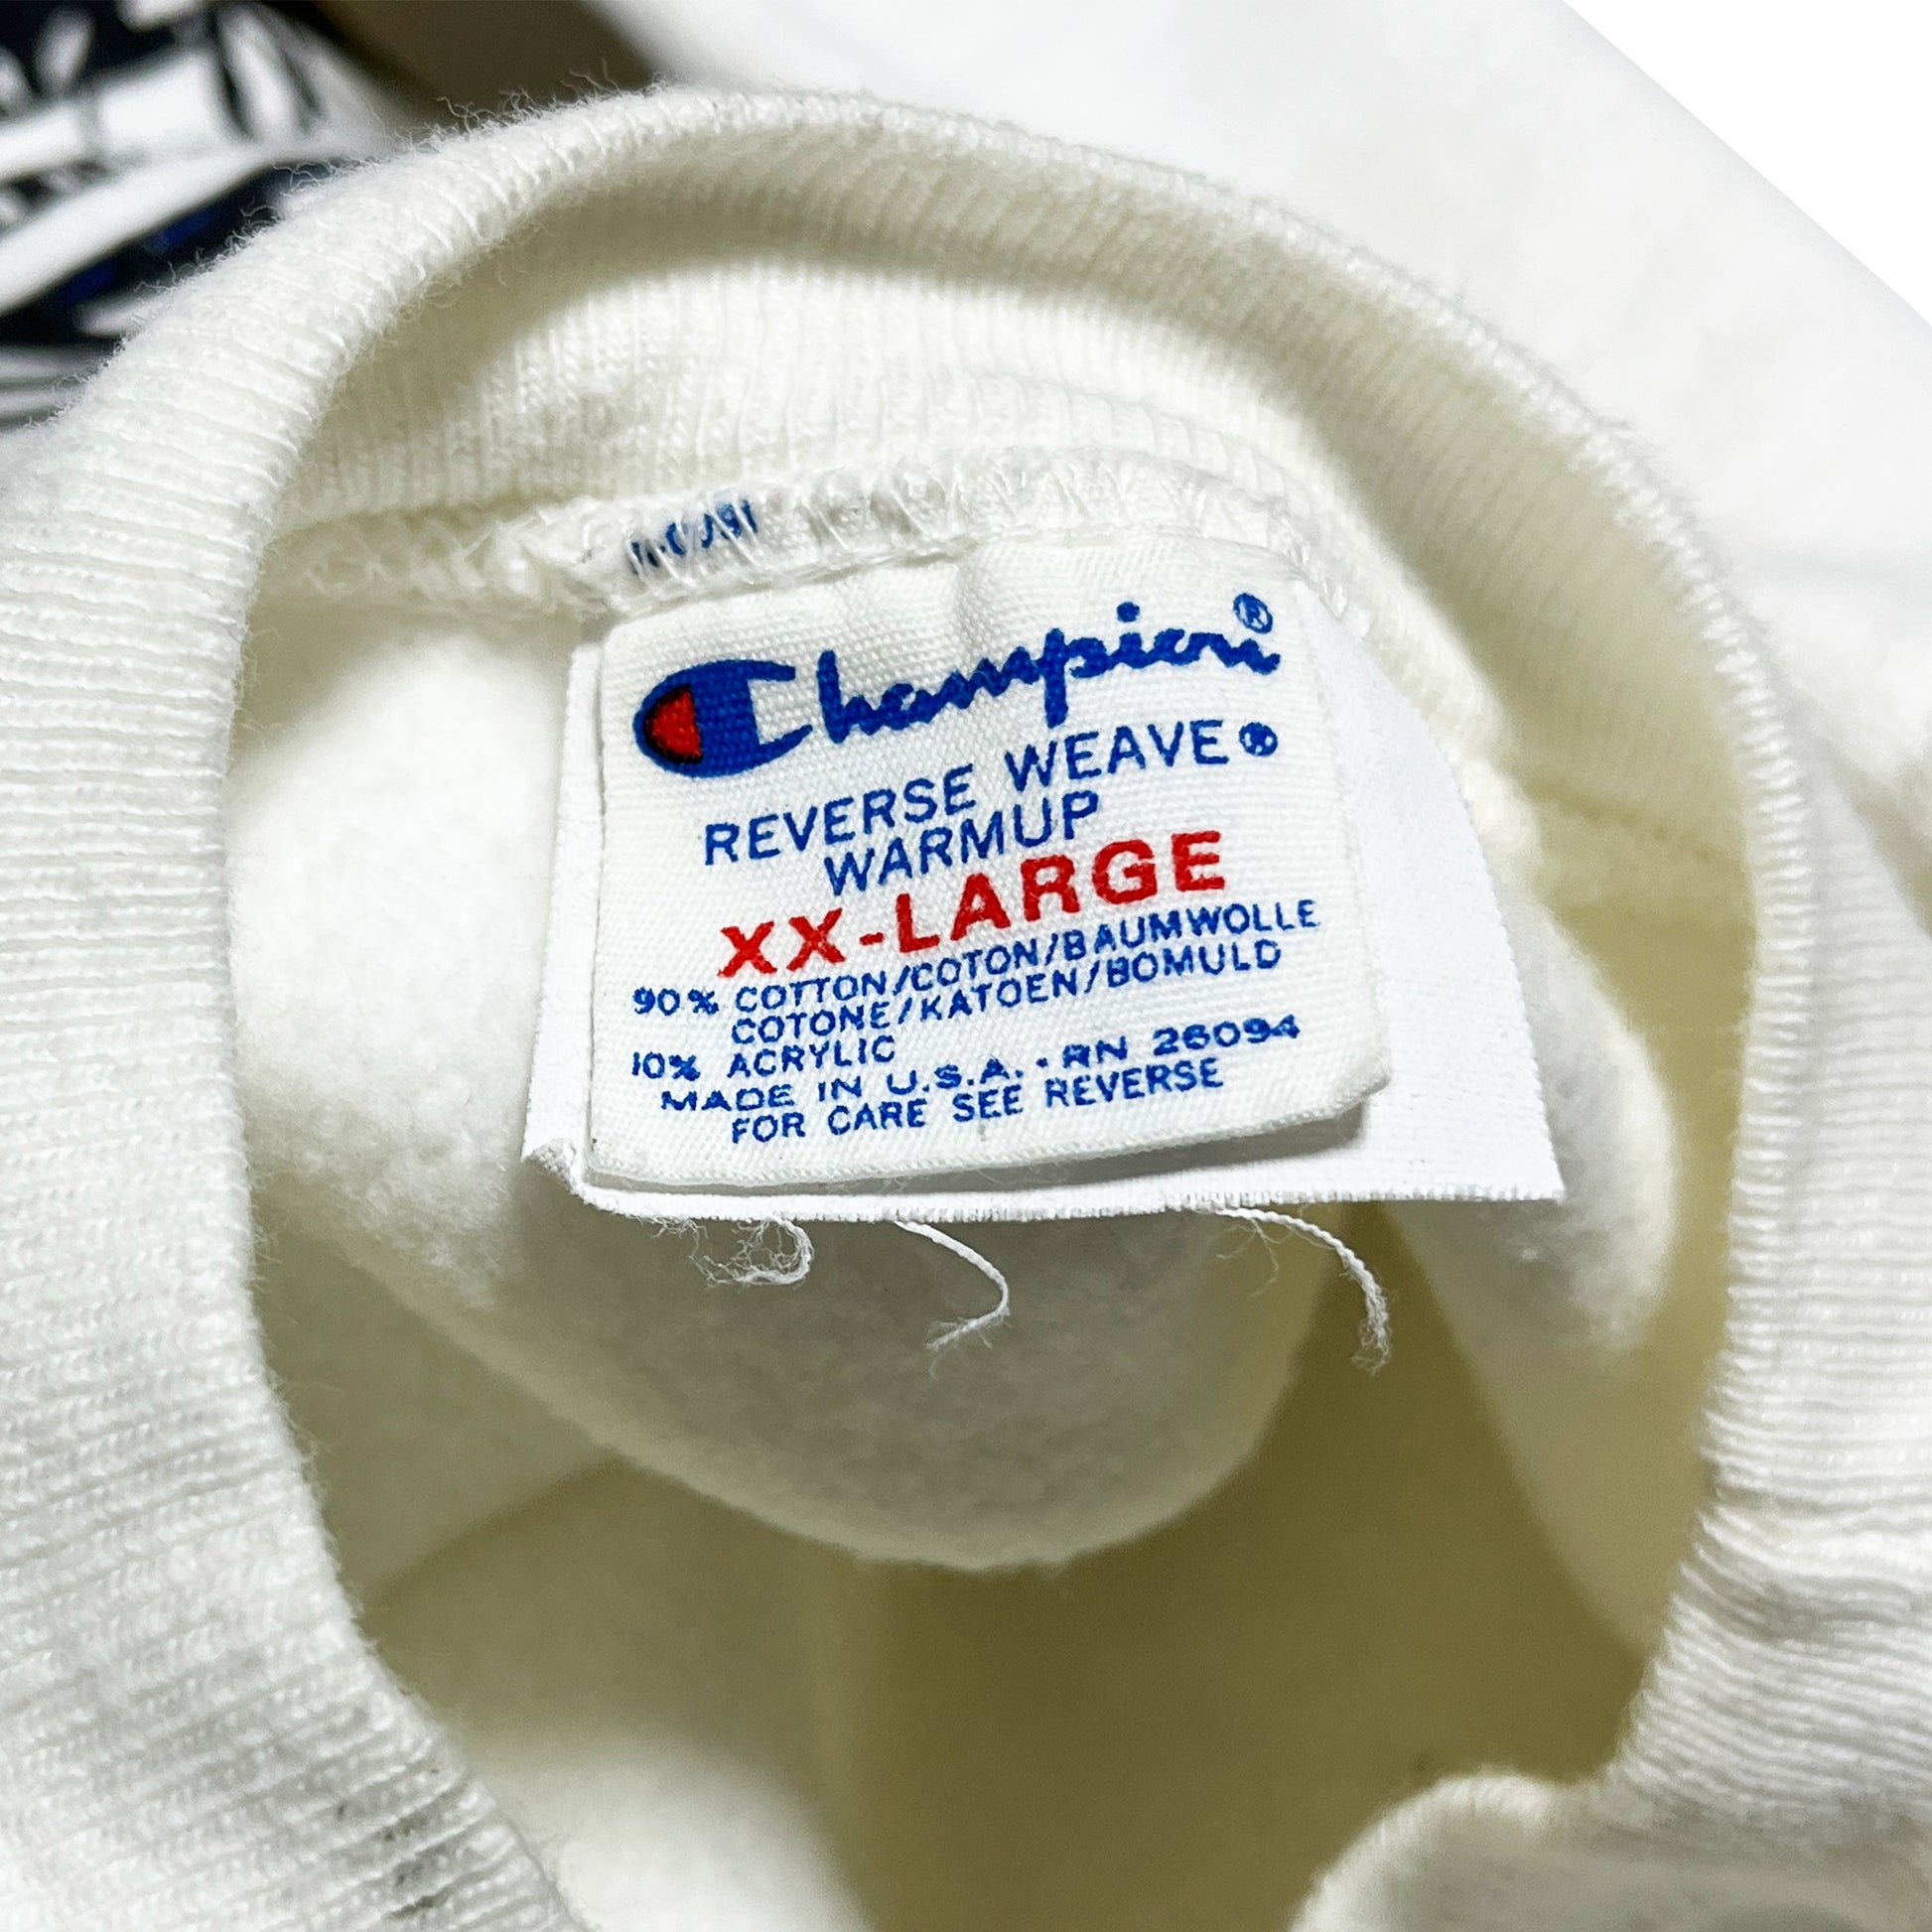 Champion®
REVERSE WEAVE®
WARMUP
XX-LARGE
90% COTTON/COTON/BAUMWOLLE
COTONE/KATOEN/BOMULD
10% ACRYLIC
MADE IN U.S.A. - RN 26094
FOR CARE SEE REVERSE